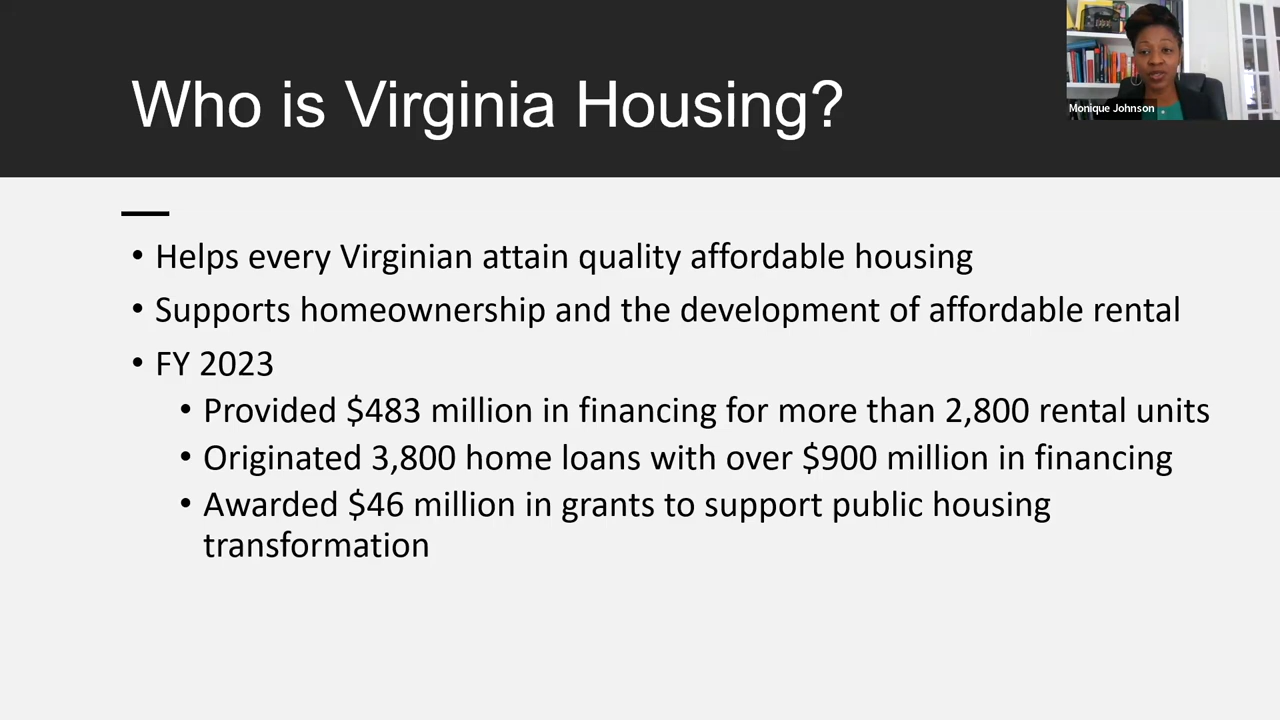 Who is Virginia Housing?
Monique Johnson
• Helps every Virginian attain quality affordable housing
• Supports homeownership and the development of affordable rental
• FY 2023
• Provided $483 million in financing for more than 2,800 rental units
• Originated 3,800 home loans with over $900 million in financing
• Awarded $46 million in grants to support public housing
transformation